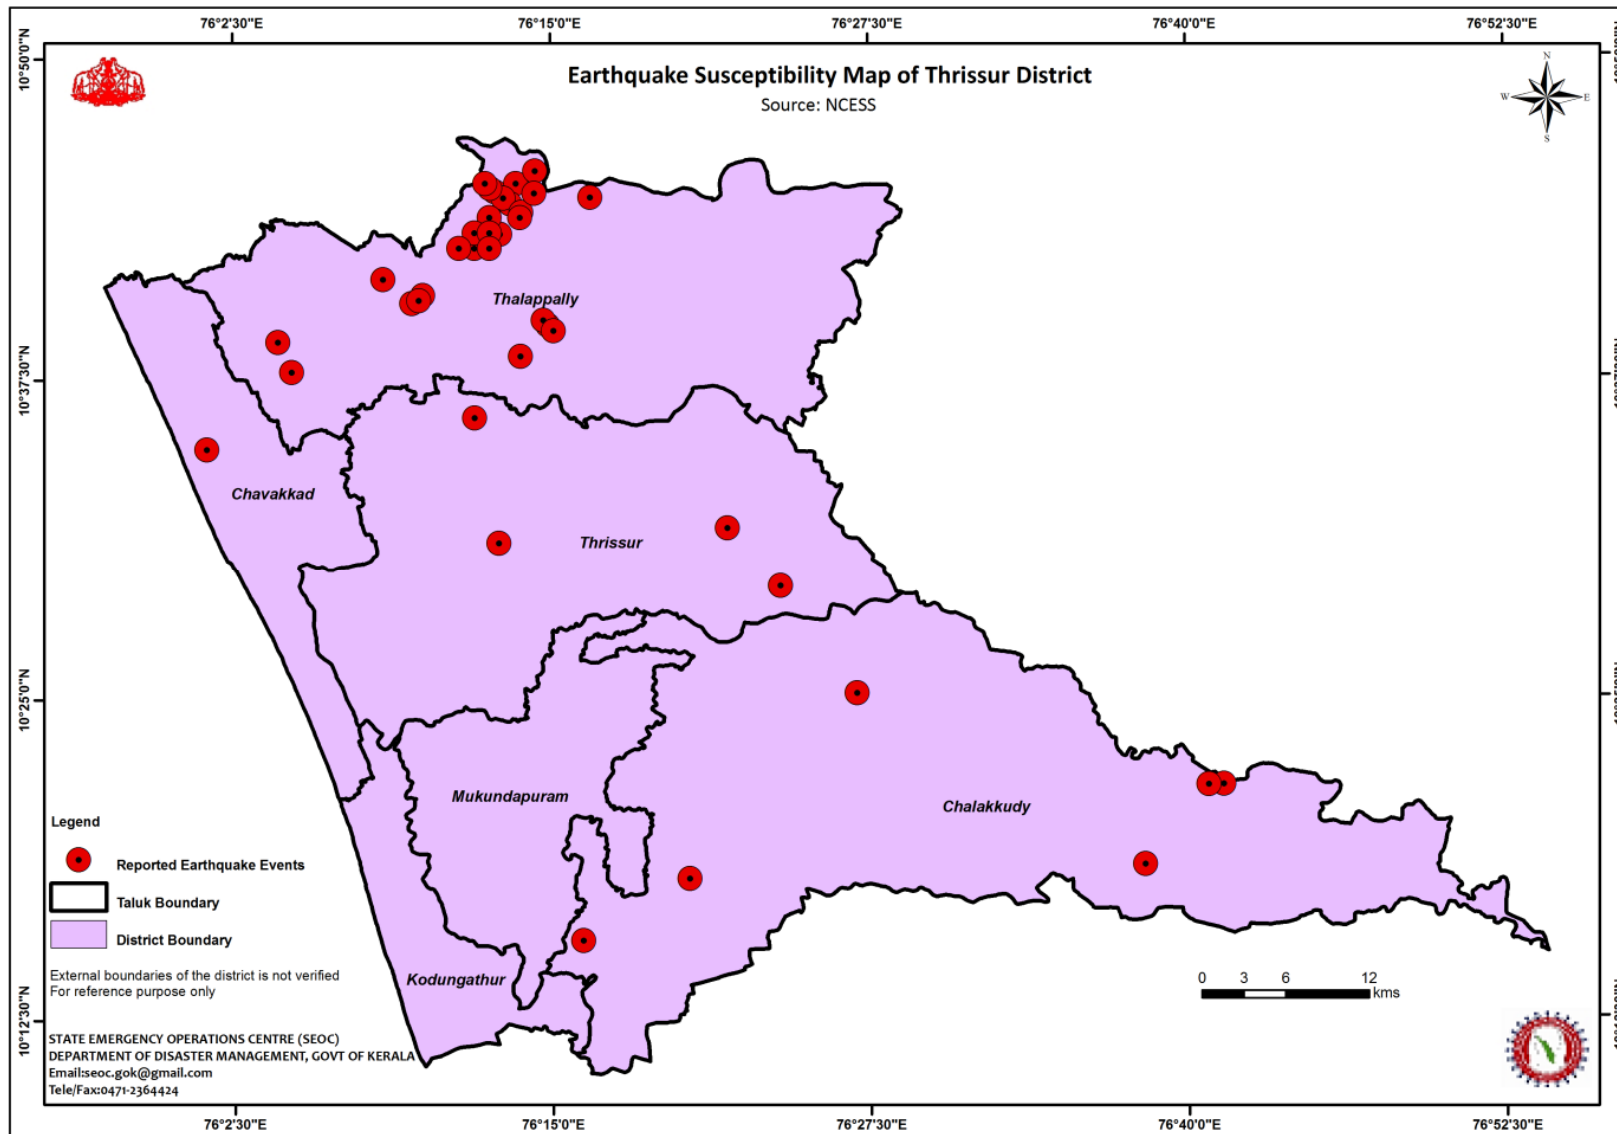 76°2'30"E
76°15'0"E
76°27'30"E
76°40'0"E
76°52'30"E
10°50'0"N
Earthquake Susceptibility Map of Thrissur District
Source: NCESS
N
W
E
S
Thalappally
10°37'30"N
Chavakkad
Thrissur
10°25'0"N
Mukundapuram
Chalakkudy
Legend
Reported Earthquake Events
Taluk Boundary
District Boundary
Kodungathur
External boundaries of the district is not verified
For reference purpose only
0 3 6 12
kms
10°12'30"N
STATE EMERGENCY OPERATIONS CENTRE (SEOC)
DEPARTMENT OF DISASTER MANAGEMENT, GOVT OF KERALA
Email:seoc.gok@gmail.com
Tele/Fax:0471-2364424
76°2'30"E
76°15'0"E
76°27'30"E
76°40'0"E
76°52'30"E